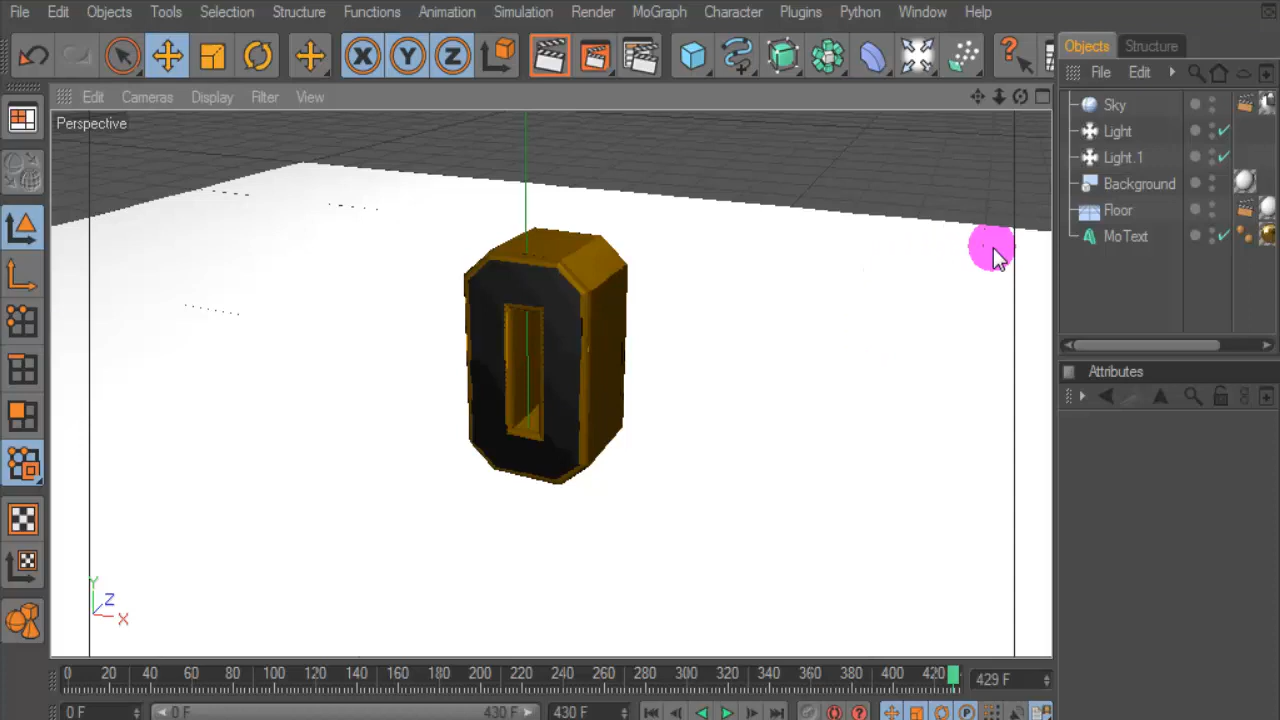 File Edit Objects Tools Selection Structure Functions Animation Simulation Render MoGraph Character Plugins Python Window Help
X Y Z
Objects Structure
File Edit
Edit Cameras Display Filter View
Perspective
Sky
Light
Light.1
Background
Floor
MoText
Attributes
Y
Z
X
0 20 40 60 80 100 120 140 160 180 200 220 240 260 280 300 320 340 360 380 400 420 429 F
0 F 0 F 430 F 430 F